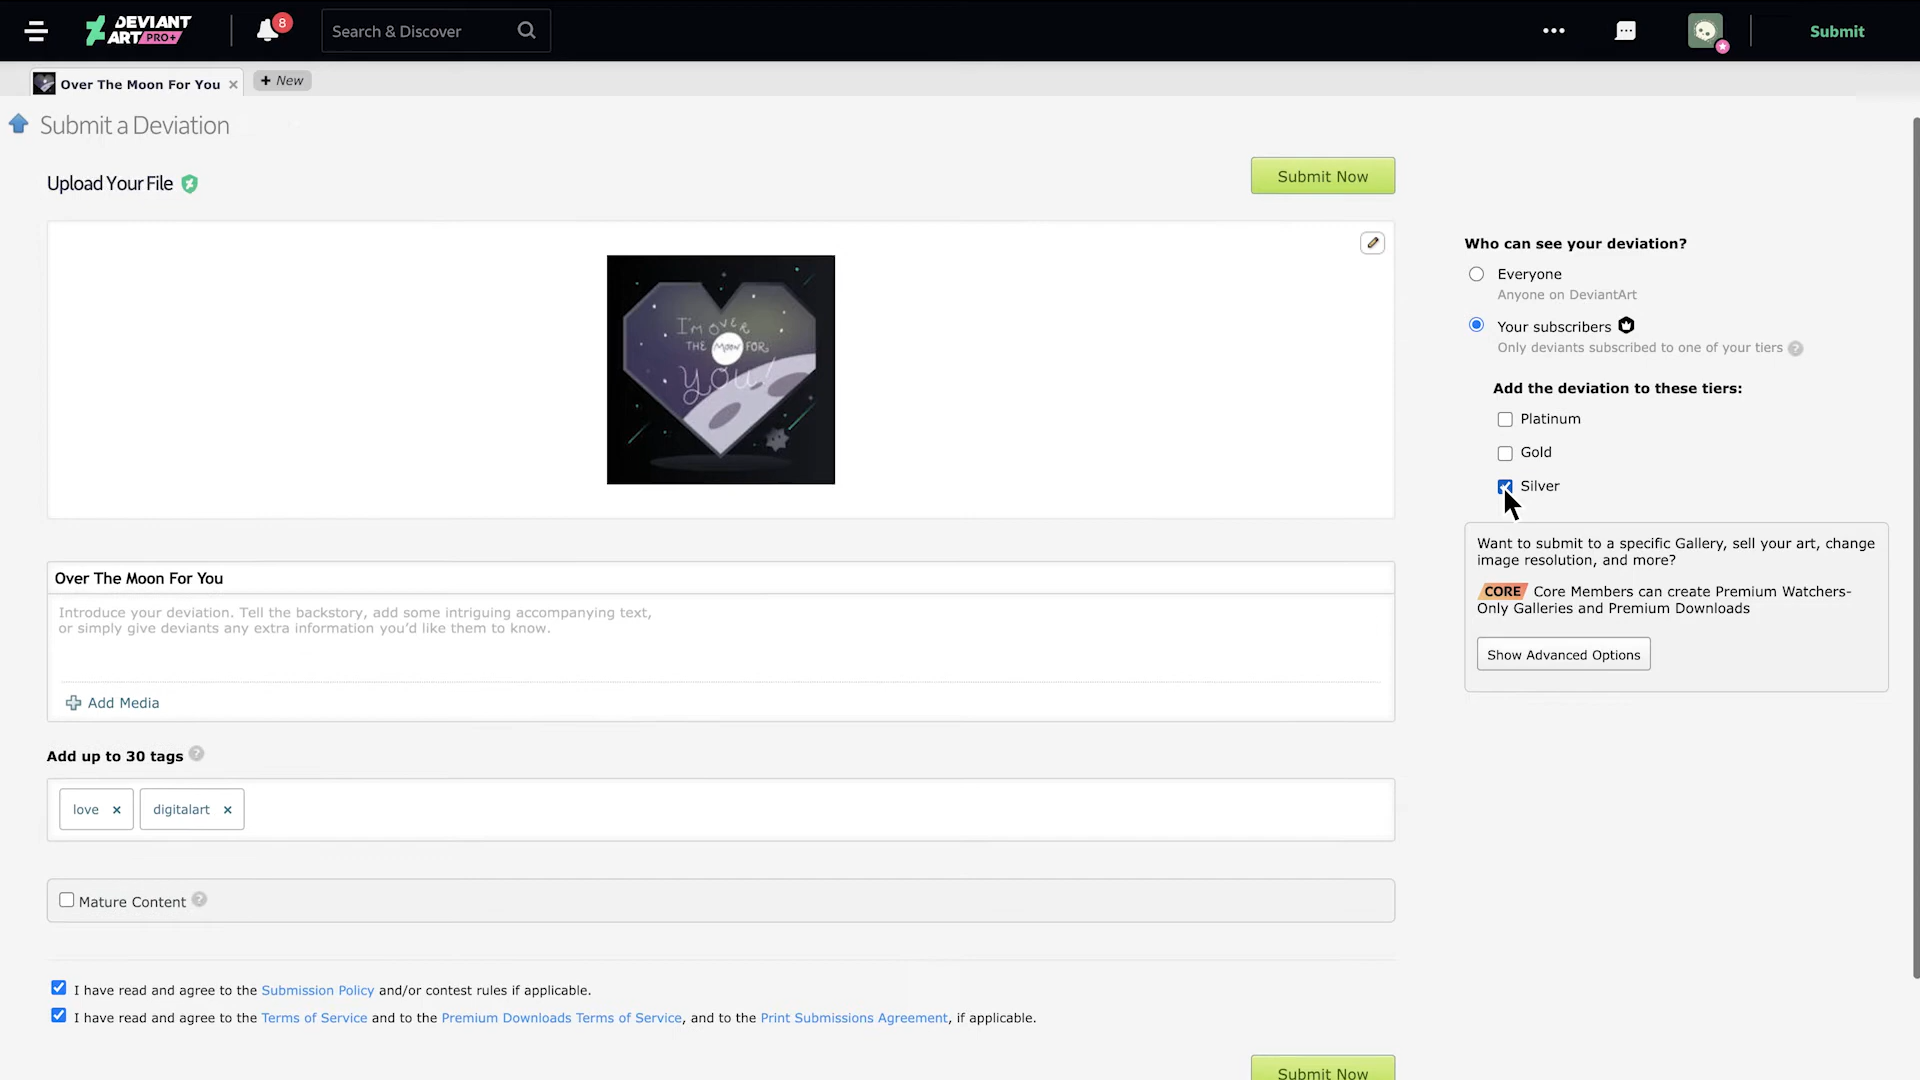 DEVIANT
ART PRO+
8
Search & Discover
Submit
Over The Moon For You
+ New
Submit a Deviation
Upload Your File
Submit Now
I'm OVER
THE Moon FOR
YOU!
Who can see your deviation?
Everyone
Anyone on DeviantArt
Your subscribers
Only deviants subscribed to one of your tiers ?
Add the deviation to these tiers:
Platinum
Gold
Silver
Want to submit to a specific Gallery, sell your art, change
image resolution, and more?
CORE Core Members can create Premium Watchers-
Only Galleries and Premium Downloads
Show Advanced Options
Over The Moon For You
Introduce your deviation. Tell the backstory, add some intriguing accompanying text,
or simply give deviants any extra information you'd like them to know.
Add Media
Add up to 30 tags ?
love × digitalart ×
Mature Content ?
I have read and agree to the Submission Policy and/or contest rules if applicable.
I have read and agree to the Terms of Service and to the Premium Downloads Terms of Service, and to the Print Submissions Agreement, if applicable.
Submit Now